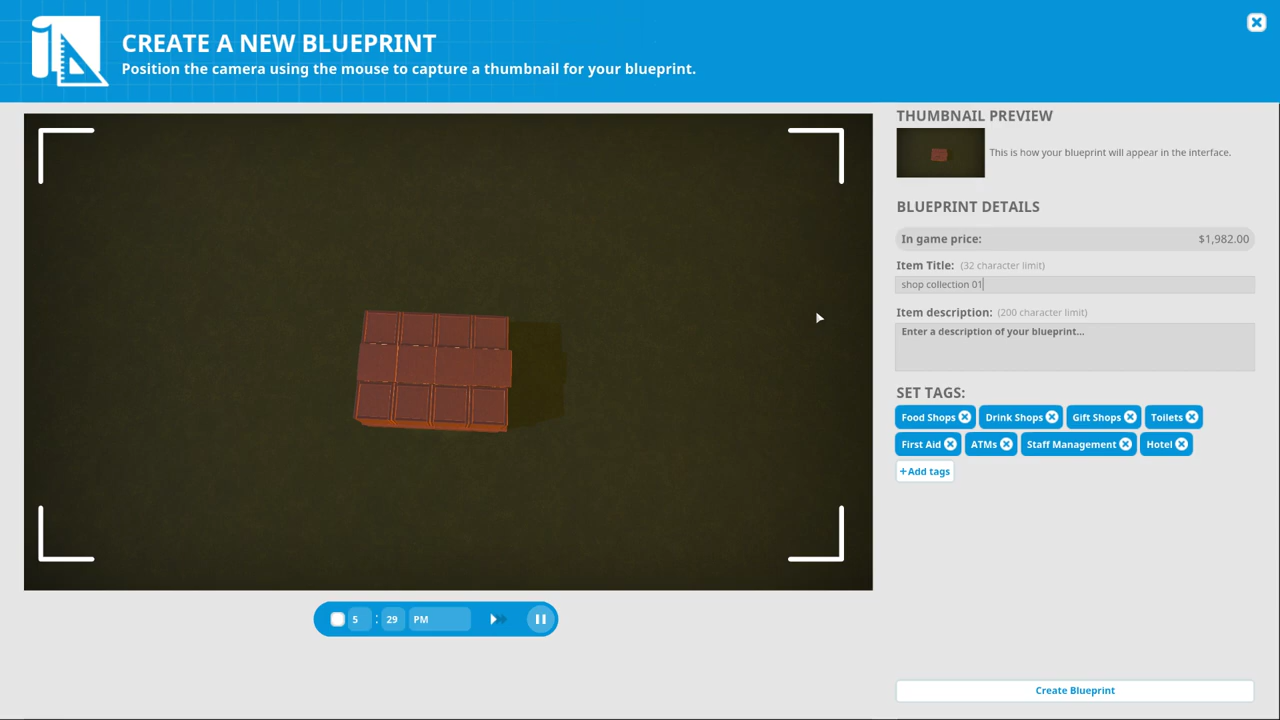 CREATE A NEW BLUEPRINT
Position the camera using the mouse to capture a thumbnail for your blueprint.
THUMBNAIL PREVIEW
This is how your blueprint will appear in the interface.
BLUEPRINT DETAILS
In game price: $1,982.00
Item Title: (32 character limit)
shop collection 01
Item description: (200 character limit)
Enter a description of your blueprint...
SET TAGS:
Food Shops Drink Shops Gift Shops Toilets
First Aid ATMs Staff Management Hotel
+Add tags
5 : 29 PM
Create Blueprint